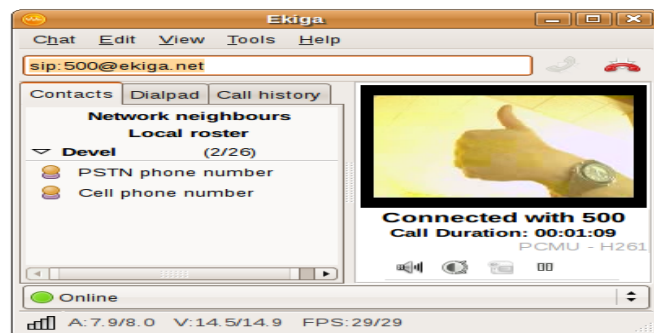 Ekiga
Chat Edit View Tools Help
sip:500@ekiga.net
Contacts Dialpad Call history
Network neighbours
Local roster
Devel (2/26)
PSTN phone number
Cell phone number
Connected with 500
Call Duration: 00:01:09
PCMU - H261
Online
A:7.9/8.0 V:14.5/14.9 FPS:29/29